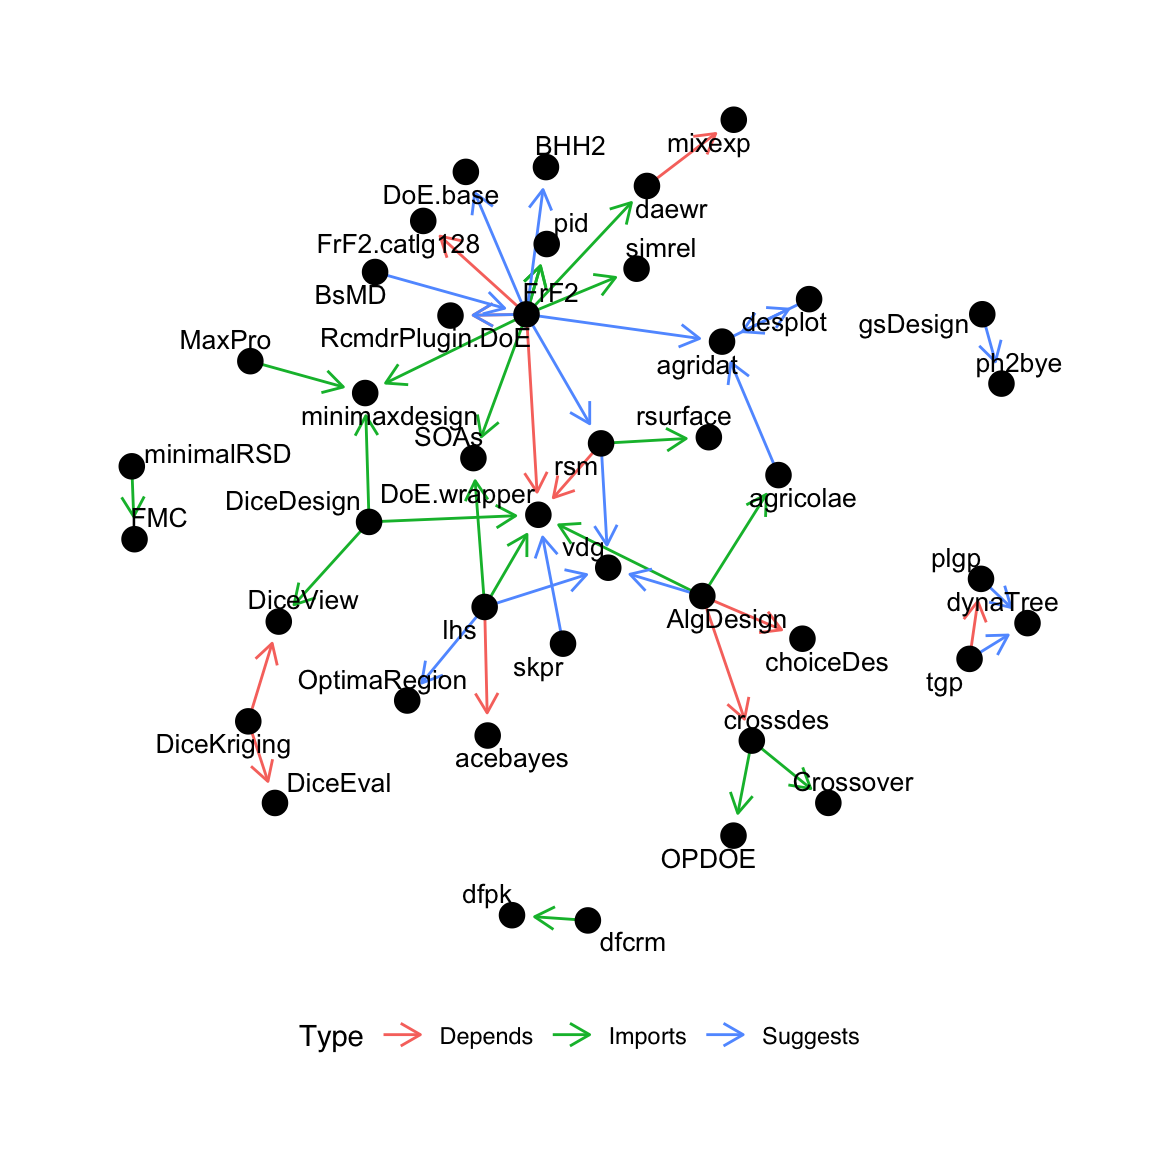 BHH2
mixexp
DoE.base
daewr
pid
FrF2.catlg128
simrel
BsMD
FrF2
desplot
gsDesign
RcmdrPlugin.DoE
MaxPro
agridat
ph2bye
minimaxdesign
rsurface
SOAs
minimalRSD
rsm
DoE.wrapper
DiceDesign
agricolae
FMC
vdg
plgp
DiceView
dynaTree
AlgDesign
lhs
choiceDes
skpr
OptimaRegion
tgp
crossdes
DiceKriging
acebayes
DiceEval
Crossover
OPDOE
dfpk
dfcrm
Type Depends Imports Suggests